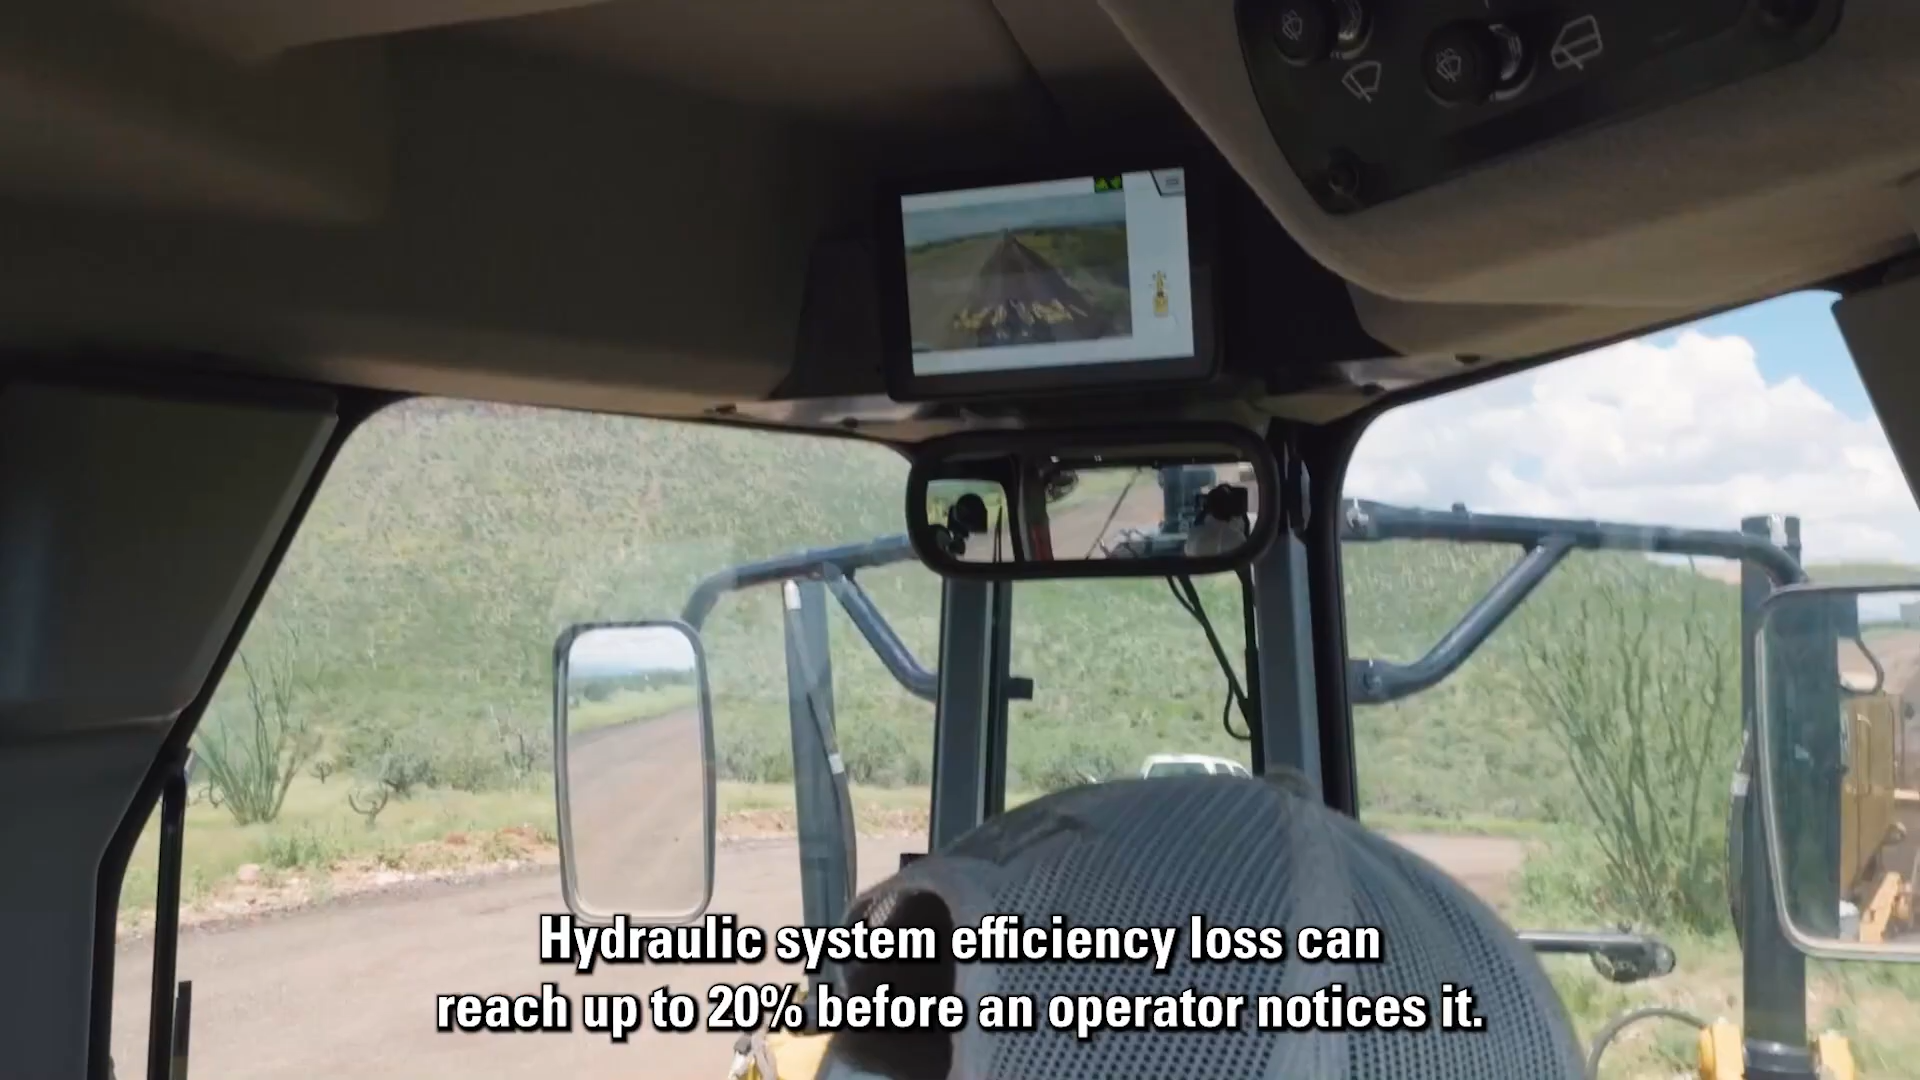 Hydraulic system efficiency loss can
reach up to 20% before an operator notices it.